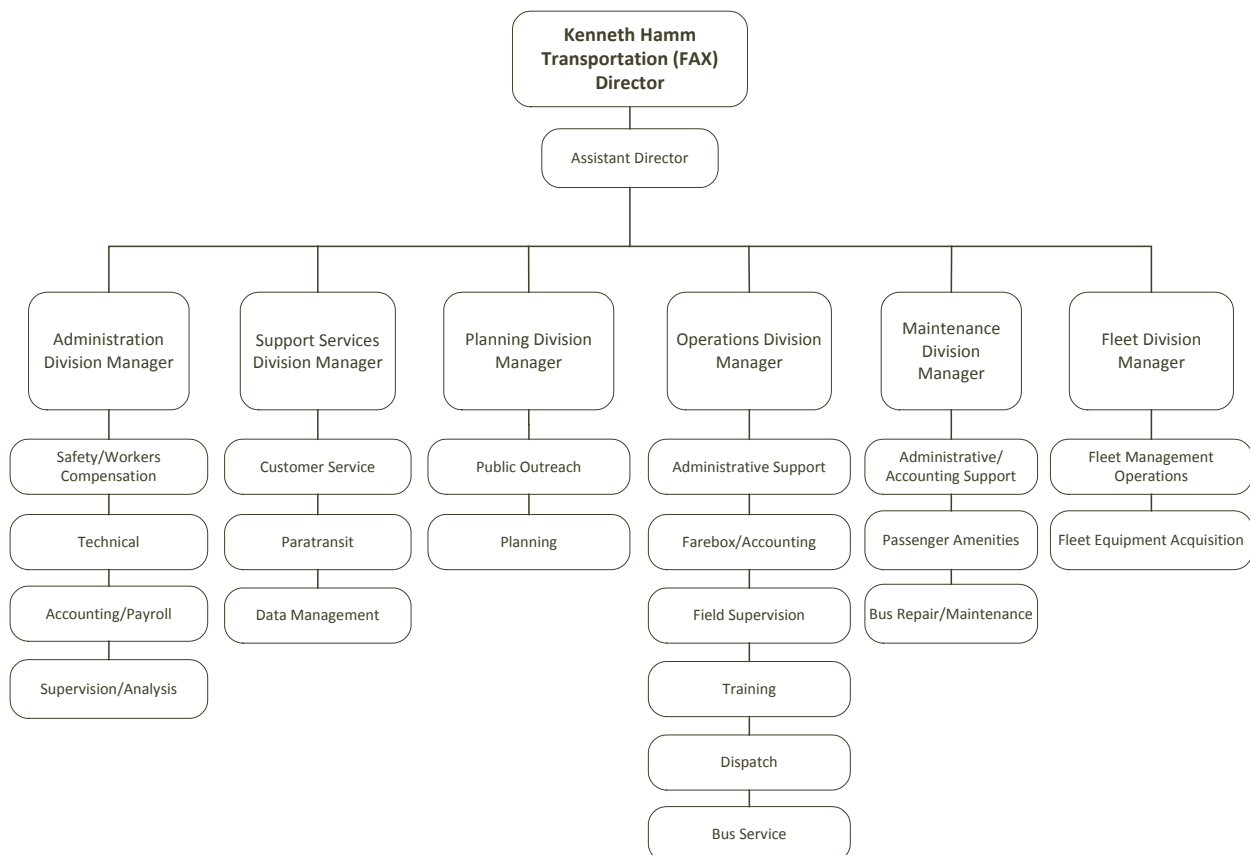 Kenneth Hamm
Transportation (FAX)
Director
Assistant Director
Administration
Division Manager
Support Services
Division Manager
Planning Division
Manager
Operations Division
Manager
Maintenance
Division
Manager
Fleet Division
Manager
Safety/Workers
Compensation
Customer Service
Public Outreach
Administrative Support
Administrative/
Accounting Support
Fleet Management
Operations
Technical
Paratransit
Planning
Farebox/Accounting
Passenger Amenities
Fleet Equipment Acquisition
Accounting/Payroll
Data Management
Field Supervision
Bus Repair/Maintenance
Supervision/Analysis
Training
Dispatch
Bus Service